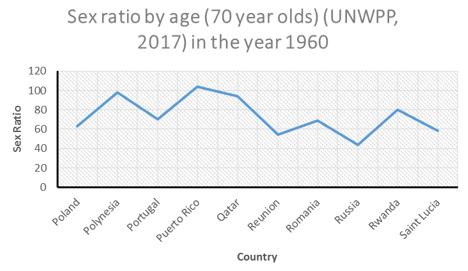 Sex ratio by age (70 year olds) (UNWPP,
2017) in the year 1960
120
100
80
60
40
20
0
Sex Ratio
Poland
Polynesia
Portugal
Puerto Rico
Qatar
Reunion
Romania
Russia
Rwanda
Saint Lucia
Country